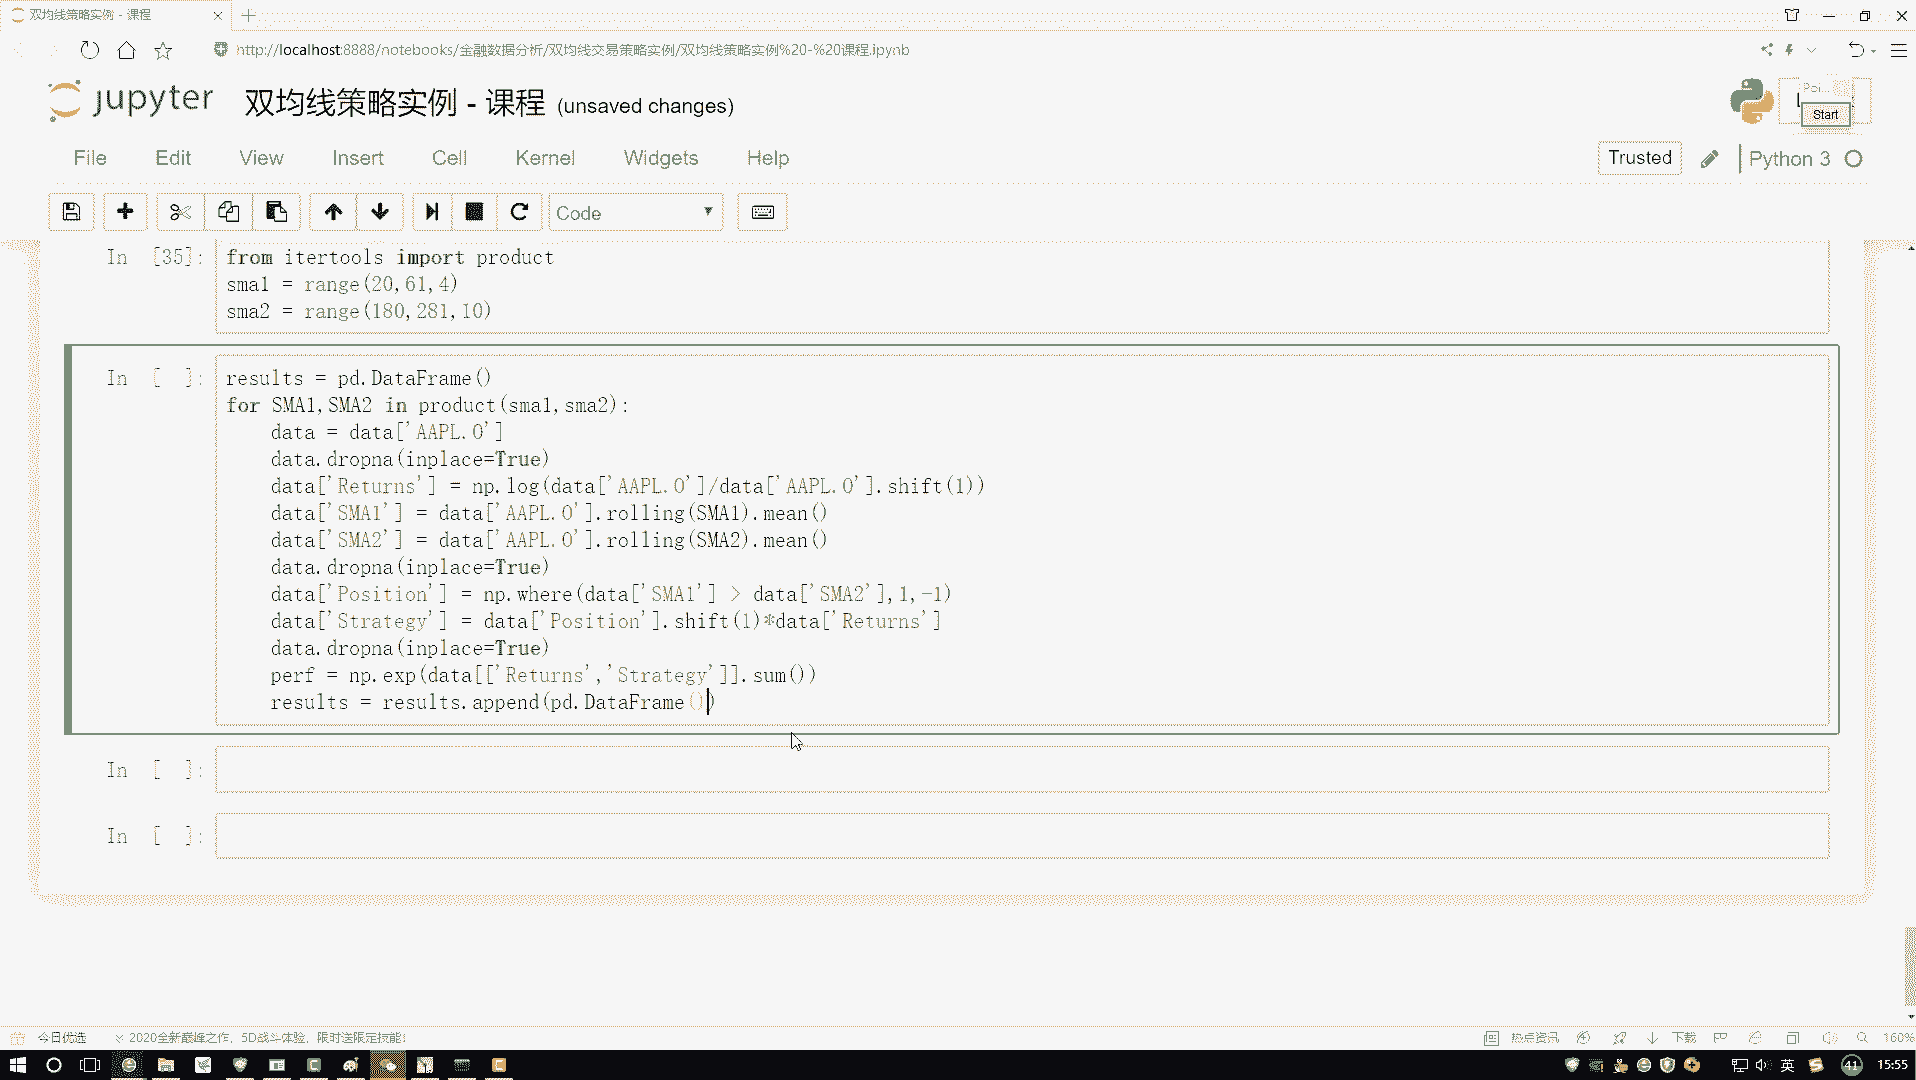 双均线策略实例 - 课程
http://localhost:8888/notebooks/金融数据分析/双均线交易策略实例/双均线策略实例%20-%20课程.ipynb
jupyter 双均线策略实例 - 课程 (unsaved changes)
Poi...
Start
File Edit View Insert Cell Kernel Widgets Help
Trusted Python 3
Code
In [35]:
from itertools import product
sma1 = range(20,61,4)
sma2 = range(180,281,10)
In [ ]:
results = pd.DataFrame()
for SMA1,SMA2 in product(sma1,sma2):
    data = data['AAPL.O']
    data.dropna(inplace=True)
    data['Returns'] = np.log(data['AAPL.O']/data['AAPL.O'].shift(1))
    data['SMA1'] = data['AAPL.O'].rolling(SMA1).mean()
    data['SMA2'] = data['AAPL.O'].rolling(SMA2).mean()
    data.dropna(inplace=True)
    data['Position'] = np.where(data['SMA1'] > data['SMA2'],1,-1)
    data['Strategy'] = data['Position'].shift(1)*data['Returns']
    data.dropna(inplace=True)
    perf = np.exp(data[['Returns','Strategy']].sum())
    results = results.append(pd.DataFrame())
In [ ]:
In [ ]:
今日优选 2020全新巅峰之作，5D战斗体验，限时送限定技能！
热点资讯 下载 160%
英 41 15:55